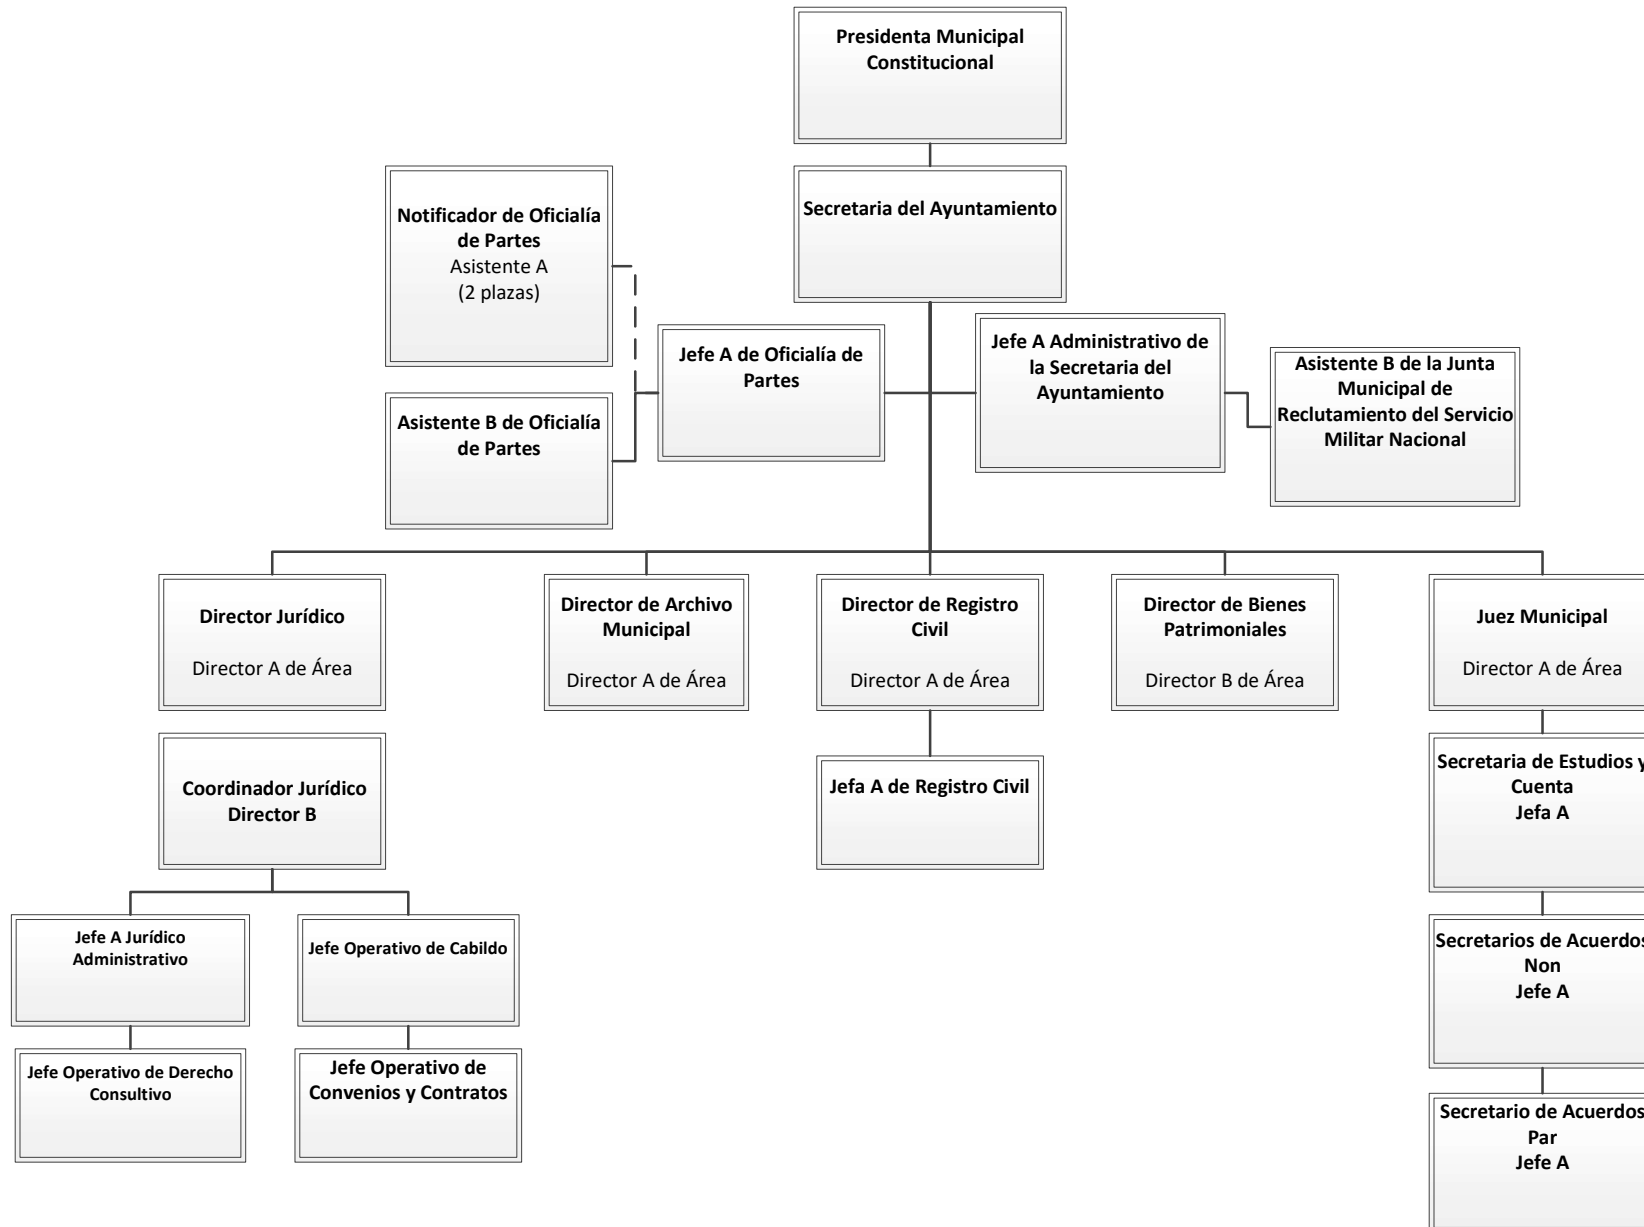 Presidenta Municipal
Constitucional
Secretaria del Ayuntamiento
Notificador de Oficialía
de Partes
Asistente A
(2 plazas)
Jefe A de Oficialía de
Partes
Jefe A Administrativo de
la Secretaria del
Ayuntamiento
Asistente B de la Junta
Municipal de
Reclutamiento del Servicio
Militar Nacional
Asistente B de Oficialía
de Partes
Director Jurídico
Director A de Área
Director de Archivo
Municipal
Director A de Área
Director de Registro
Civil
Director A de Área
Director de Bienes
Patrimoniales
Director B de Área
Juez Municipal
Director A de Área
Coordinador Jurídico
Director B
Jefa A de Registro Civil
Secretaria de Estudios y
Cuenta
Jefa A
Jefe A Jurídico
Administrativo
Jefe Operativo de Cabildo
Secretarios de Acuerdos
Non
Jefe A
Jefe Operativo de Derecho
Consultivo
Jefe Operativo de
Convenios y Contratos
Secretario de Acuerdos
Par
Jefe A